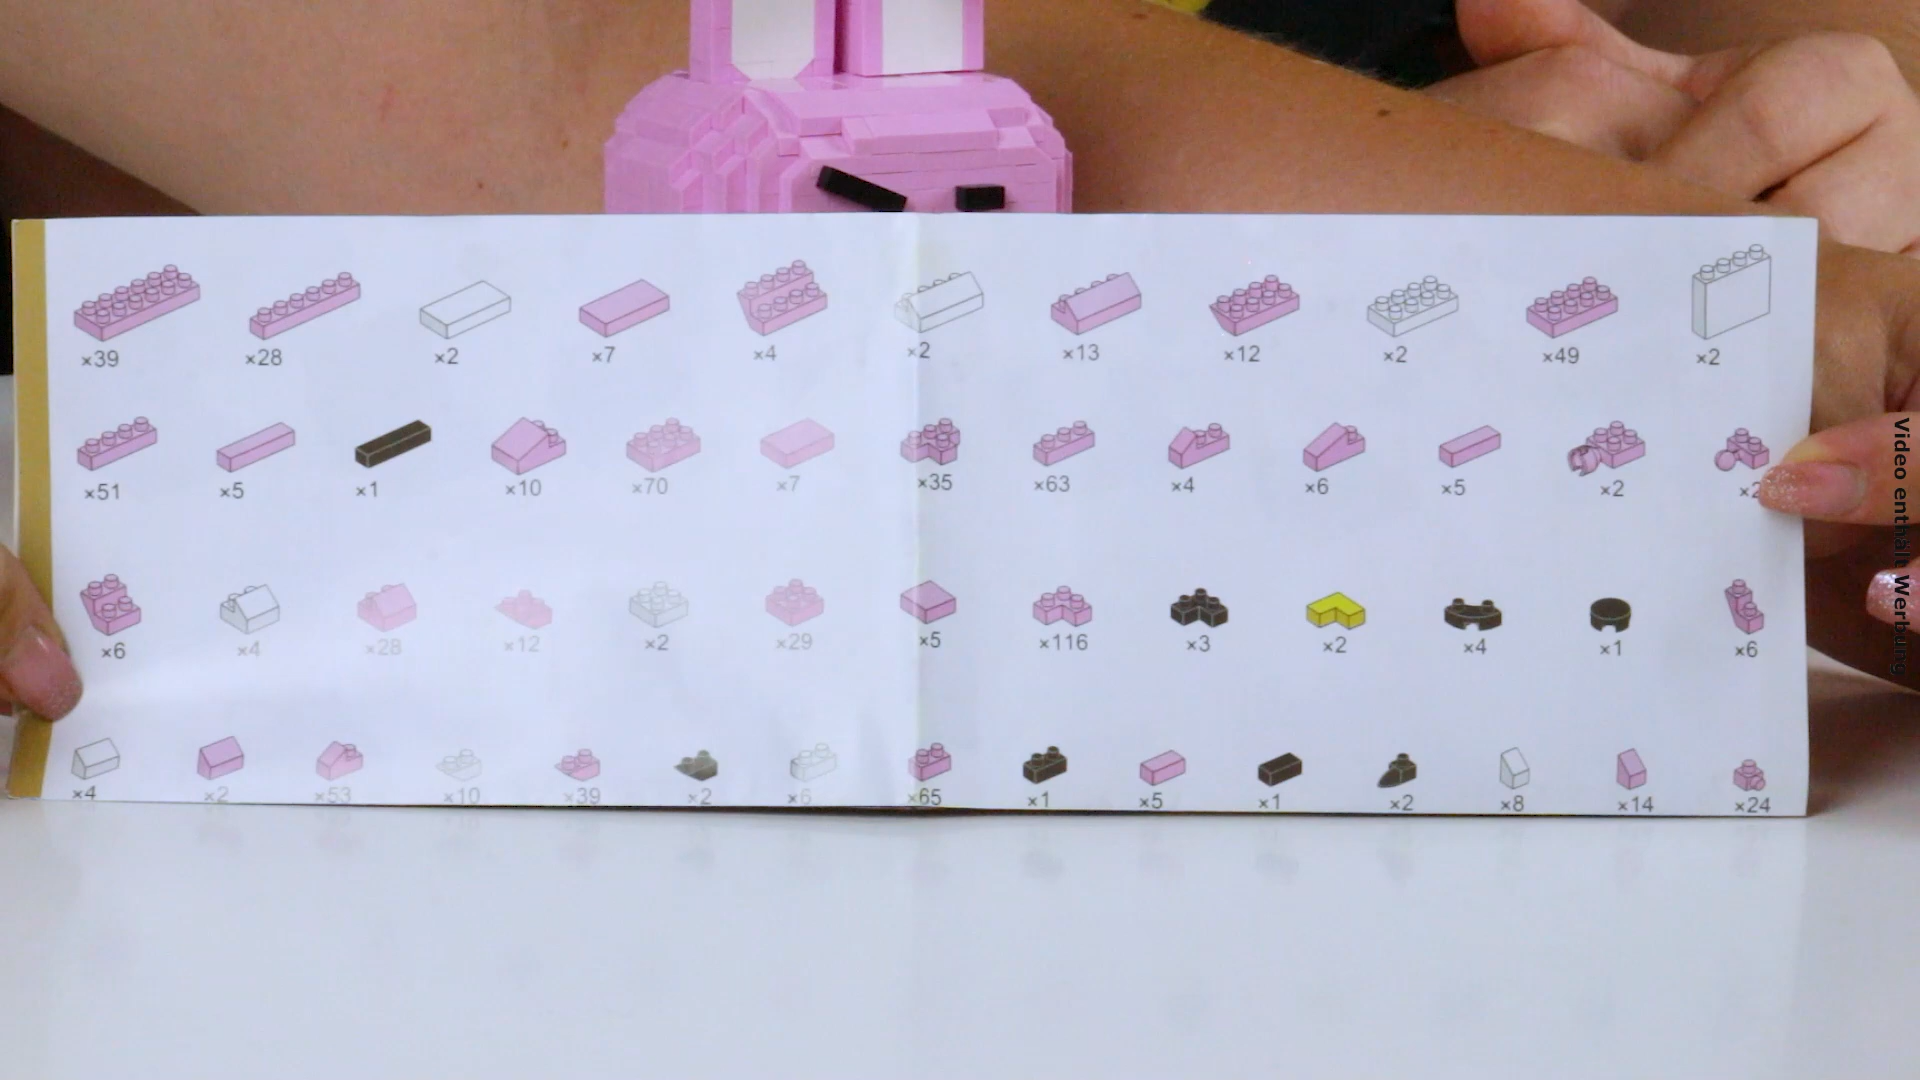 ×39 ×28 ×2 ×7 ×4 ×2 ×13 ×12 ×2 ×49 ×2
×51 ×5 ×1 ×10 ×70 ×7 ×35 ×63 ×4 ×6 ×5 ×2 ×2
×6 ×4 ×28 ×12 ×2 ×29 ×5 ×116 ×3 ×2 ×4 ×1 ×6
×4 ×2 ×53 ×10 ×39 ×2 ×6 ×65 ×1 ×5 ×1 ×2 ×8 ×14 ×24
Video enthält Werbung